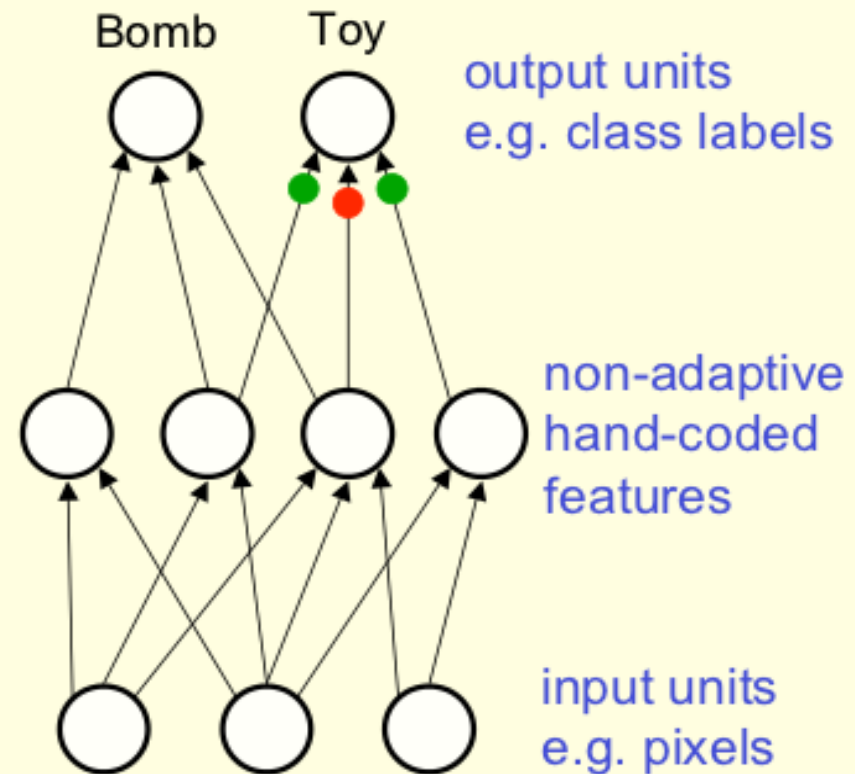 Bomb Toy
output units
e.g. class labels
non-adaptive
hand-coded
features
input units
e.g. pixels